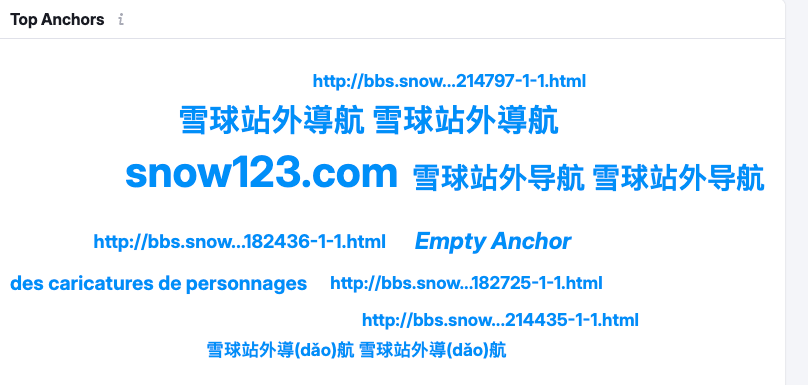 Top Anchors i
http://bbs.snow...214797-1-1.html
雪球站外導航 雪球站外導航
snow123.com 雪球站外导航 雪球站外导航
http://bbs.snow...182436-1-1.html Empty Anchor
des caricatures de personnages http://bbs.snow...182725-1-1.html
http://bbs.snow...214435-1-1.html
雪球站外導(dǎo)航 雪球站外導(dǎo)航